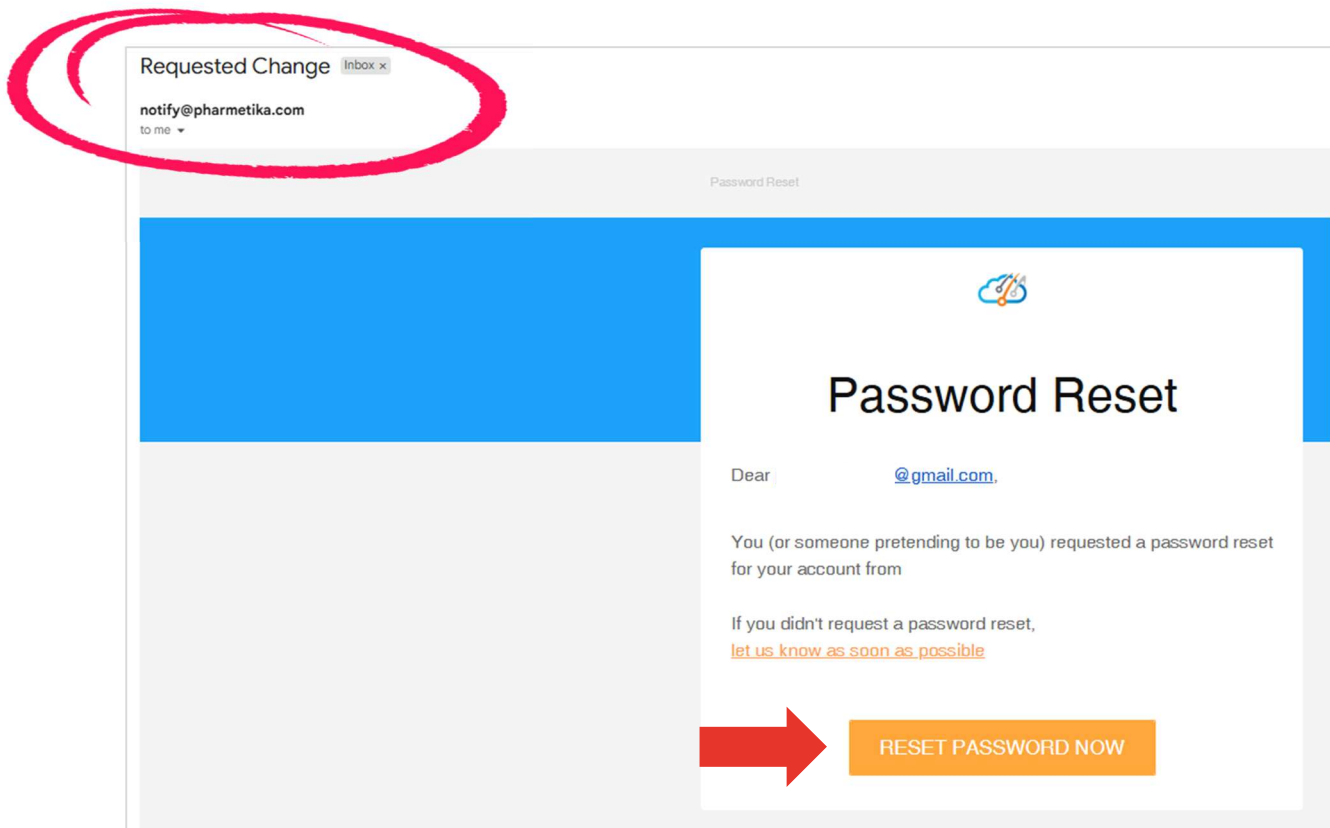 Requested Change Inbox x
notify@pharmetika.com
to me
Password Reset
Password Reset
Dear @gmail.com,
You (or someone pretending to be you) requested a password reset
for your account from
If you didn't request a password reset,
let us know as soon as possible
RESET PASSWORD NOW